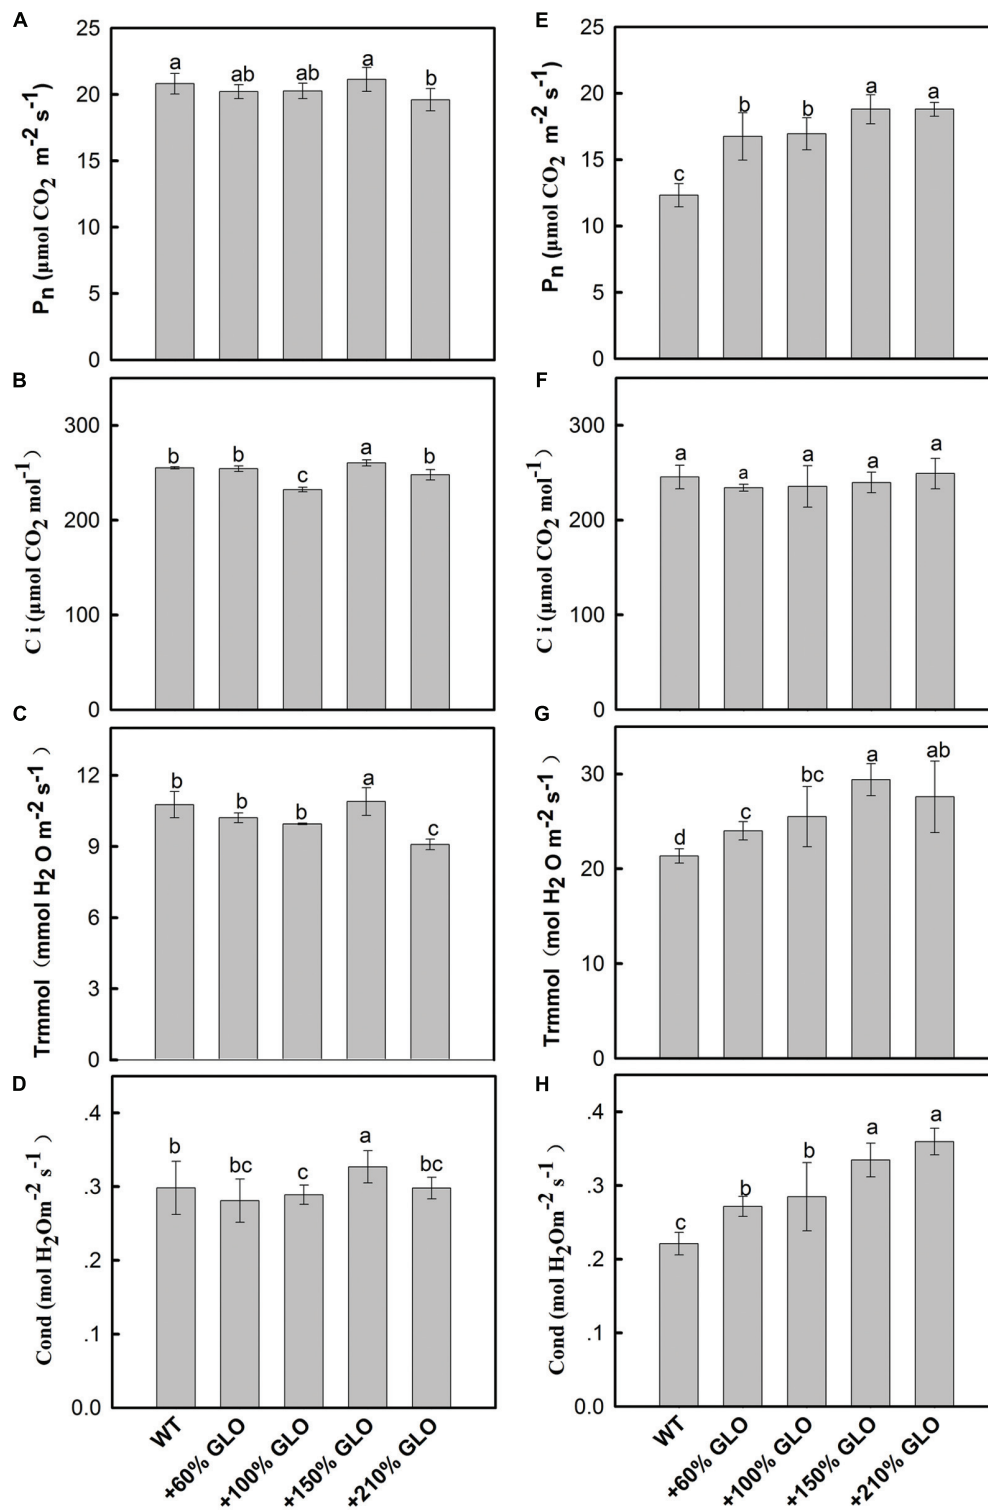 A
25
20
15
10
5
0
Pn (μmol CO2 m-2 s-1)
a
ab
ab
a
b
B
300
200
100
0
C i (μmol CO2 mol-1)
b
b
c
a
b
C
12
9
6
3
0
Trmmol (mmol H2 O m-2 s-1)
b
b
b
a
c
D
.4
.3
.2
.1
0.0
Cond (mol H2Om-2 s-1)
b
bc
c
a
bc
WT
+60% GLO
+100% GLO
+150% GLO
+210% GLO
E
25
20
15
10
5
0
Pn (μmol CO2 m-2 s-1)
c
b
b
a
a
F
300
200
100
0
C i (μmol CO2 mol-1)
a
a
a
a
a
G
30
20
10
0
Trmmol (mol H2 O m-2 s-1)
d
c
bc
a
ab
H
.4
.3
.2
.1
0.0
Cond (mol H2Om-2 s-1)
c
b
b
a
a
WT
+60% GLO
+100% GLO
+150% GLO
+210% GLO